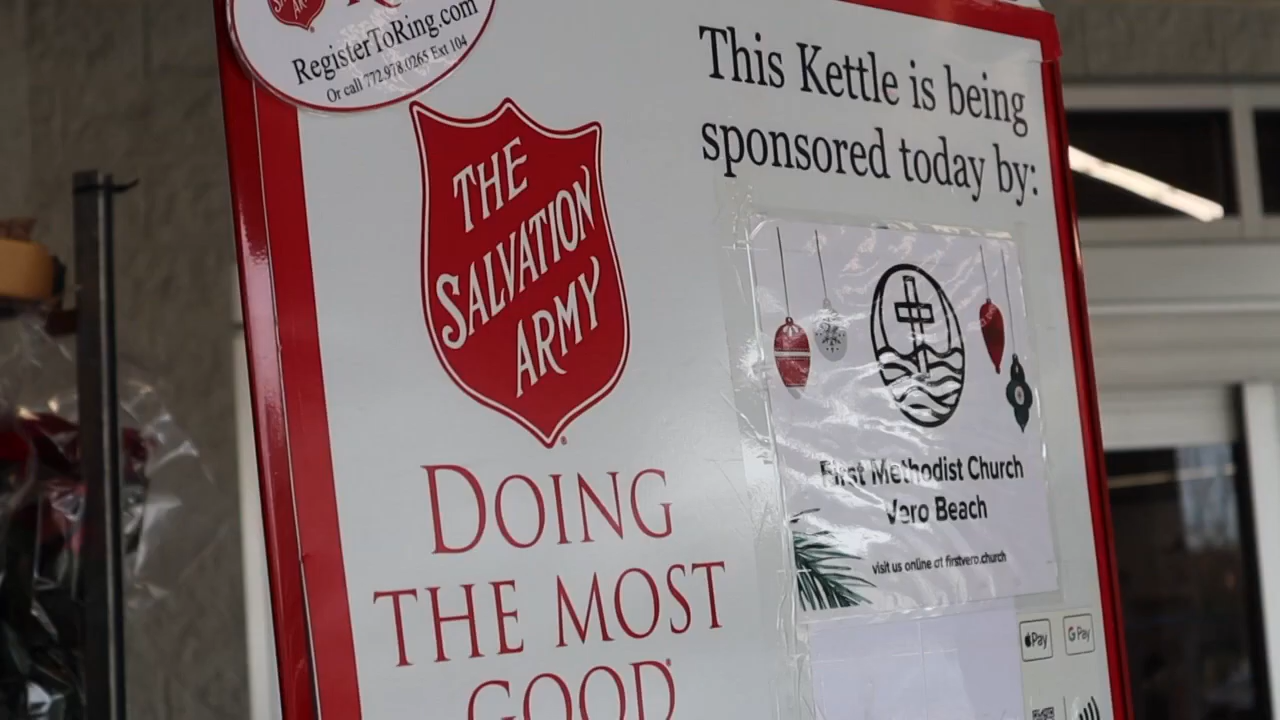 RegisterToRing.com
Or call 772.978.0265 Ext 104
THE
SALVATION
ARMY
DOING
THE MOST
GOOD
This Kettle is being
sponsored today by:
First Methodist Church
Vero Beach
visit us online at firstvero.church
Pay
G Pay